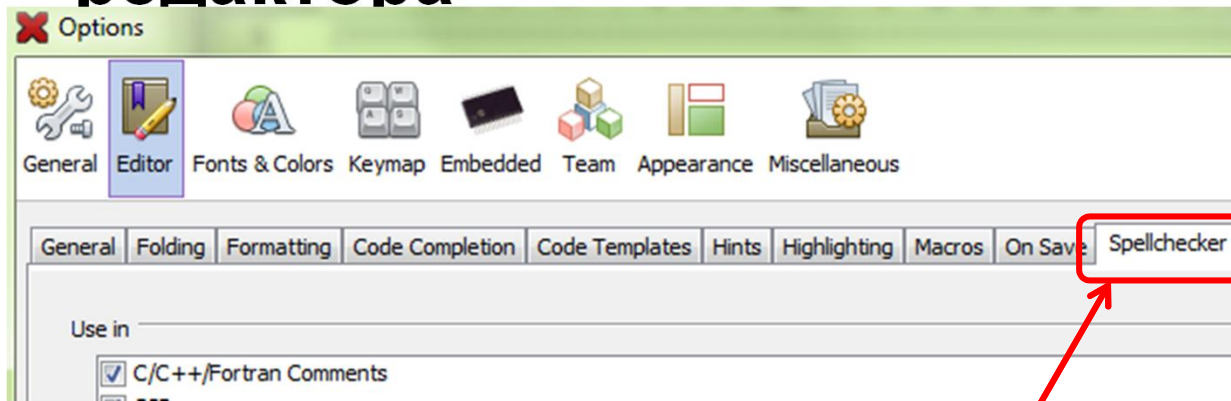 редактора
Options
General Editor Fonts & Colors Keymap Embedded Team Appearance Miscellaneous
General Folding Formatting Code Completion Code Templates Hints Highlighting Macros On Save Spellchecker
Use in
C/C++/Fortran Comments